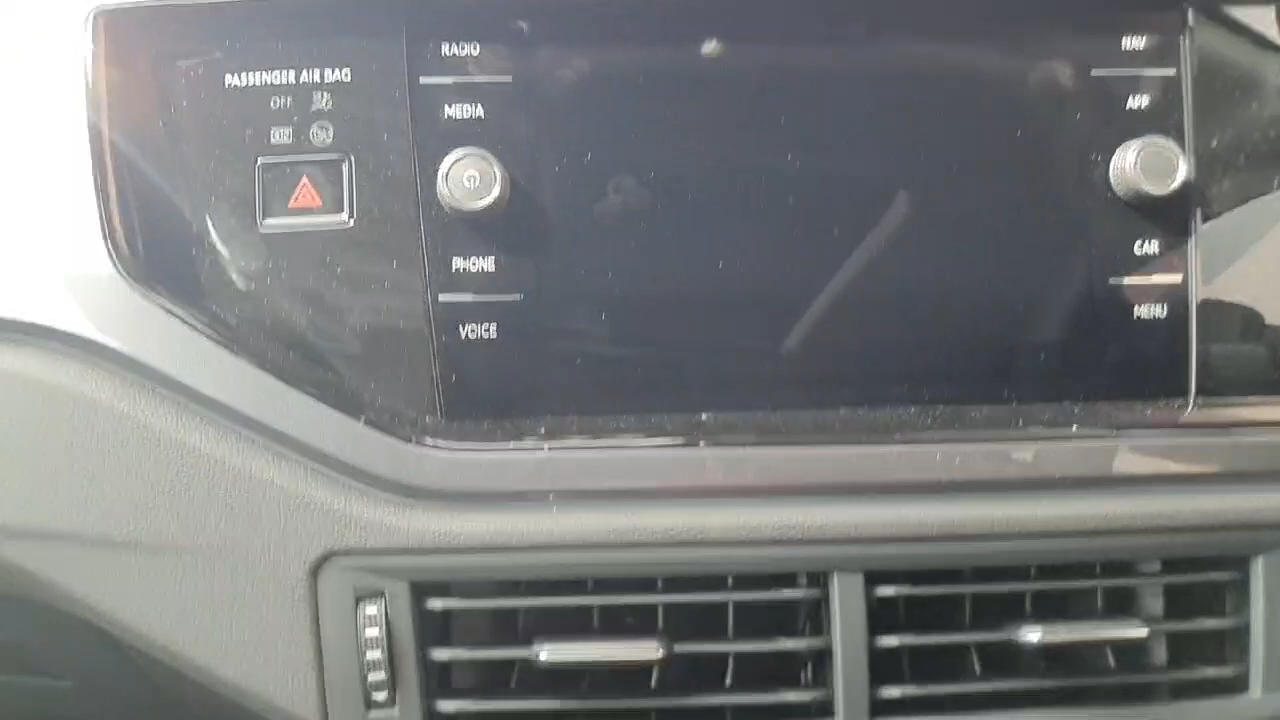 PASSENGER AIR BAG
OFF
ON
RADIO
MEDIA
PHONE
VOICE
NAV
APP
CAR
MENU